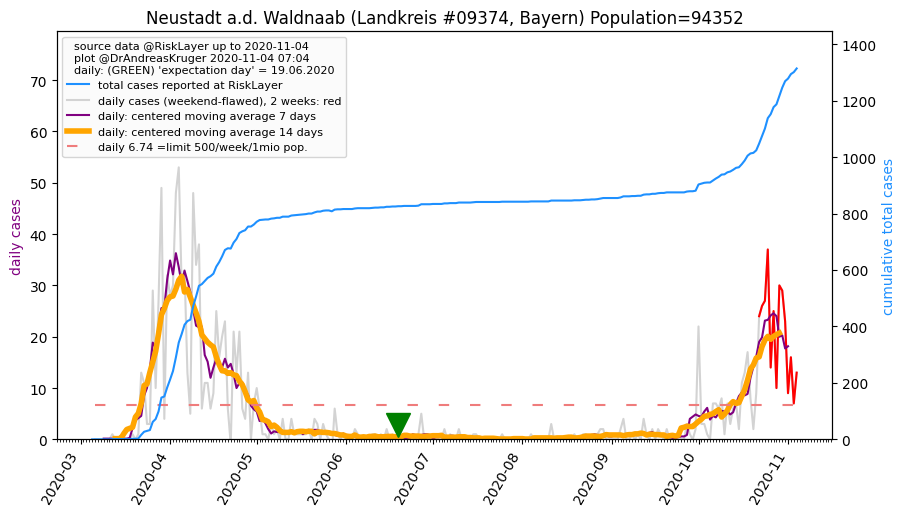 Neustadt a.d. Waldnaab (Landkreis #09374, Bayern) Population=94352
source data @RiskLayer up to 2020-11-04
plot @DrAndreasKruger 2020-11-04 07:04
daily: (GREEN) 'expectation day' = 19.06.2020
total cases reported at RiskLayer
daily cases (weekend-flawed), 2 weeks: red
daily: centered moving average 7 days
daily: centered moving average 14 days
daily 6.74 =limit 500/week/1mio pop.
daily cases
70
60
50
40
30
20
10
0
cumulative total cases
1400
1200
1000
800
600
400
200
0
2020-03
2020-04
2020-05
2020-06
2020-07
2020-08
2020-09
2020-10
2020-11